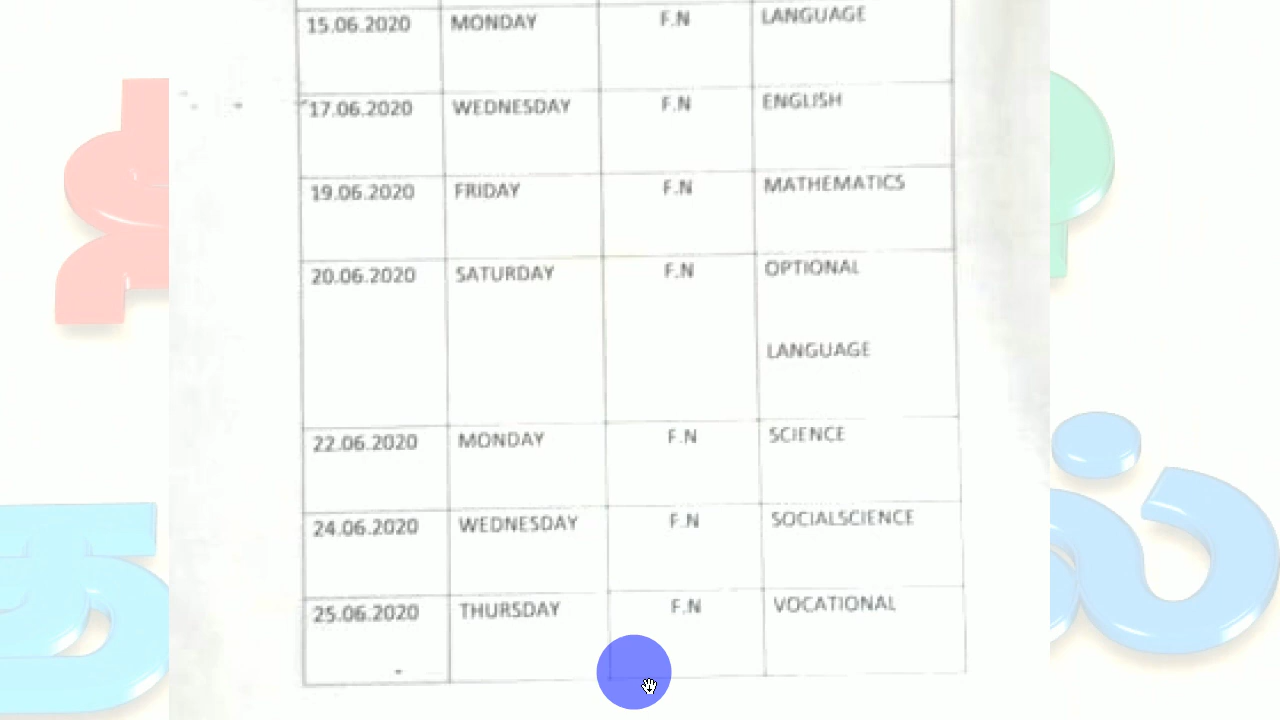 15.06.2020 MONDAY F.N LANGUAGE
17.06.2020 WEDNESDAY F.N ENGLISH
19.06.2020 FRIDAY F.N MATHEMATICS
20.06.2020 SATURDAY F.N OPTIONAL
LANGUAGE
22.06.2020 MONDAY F.N SCIENCE
24.06.2020 WEDNESDAY F.N SOCIALSCIENCE
25.06.2020 THURSDAY F.N VOCATIONAL